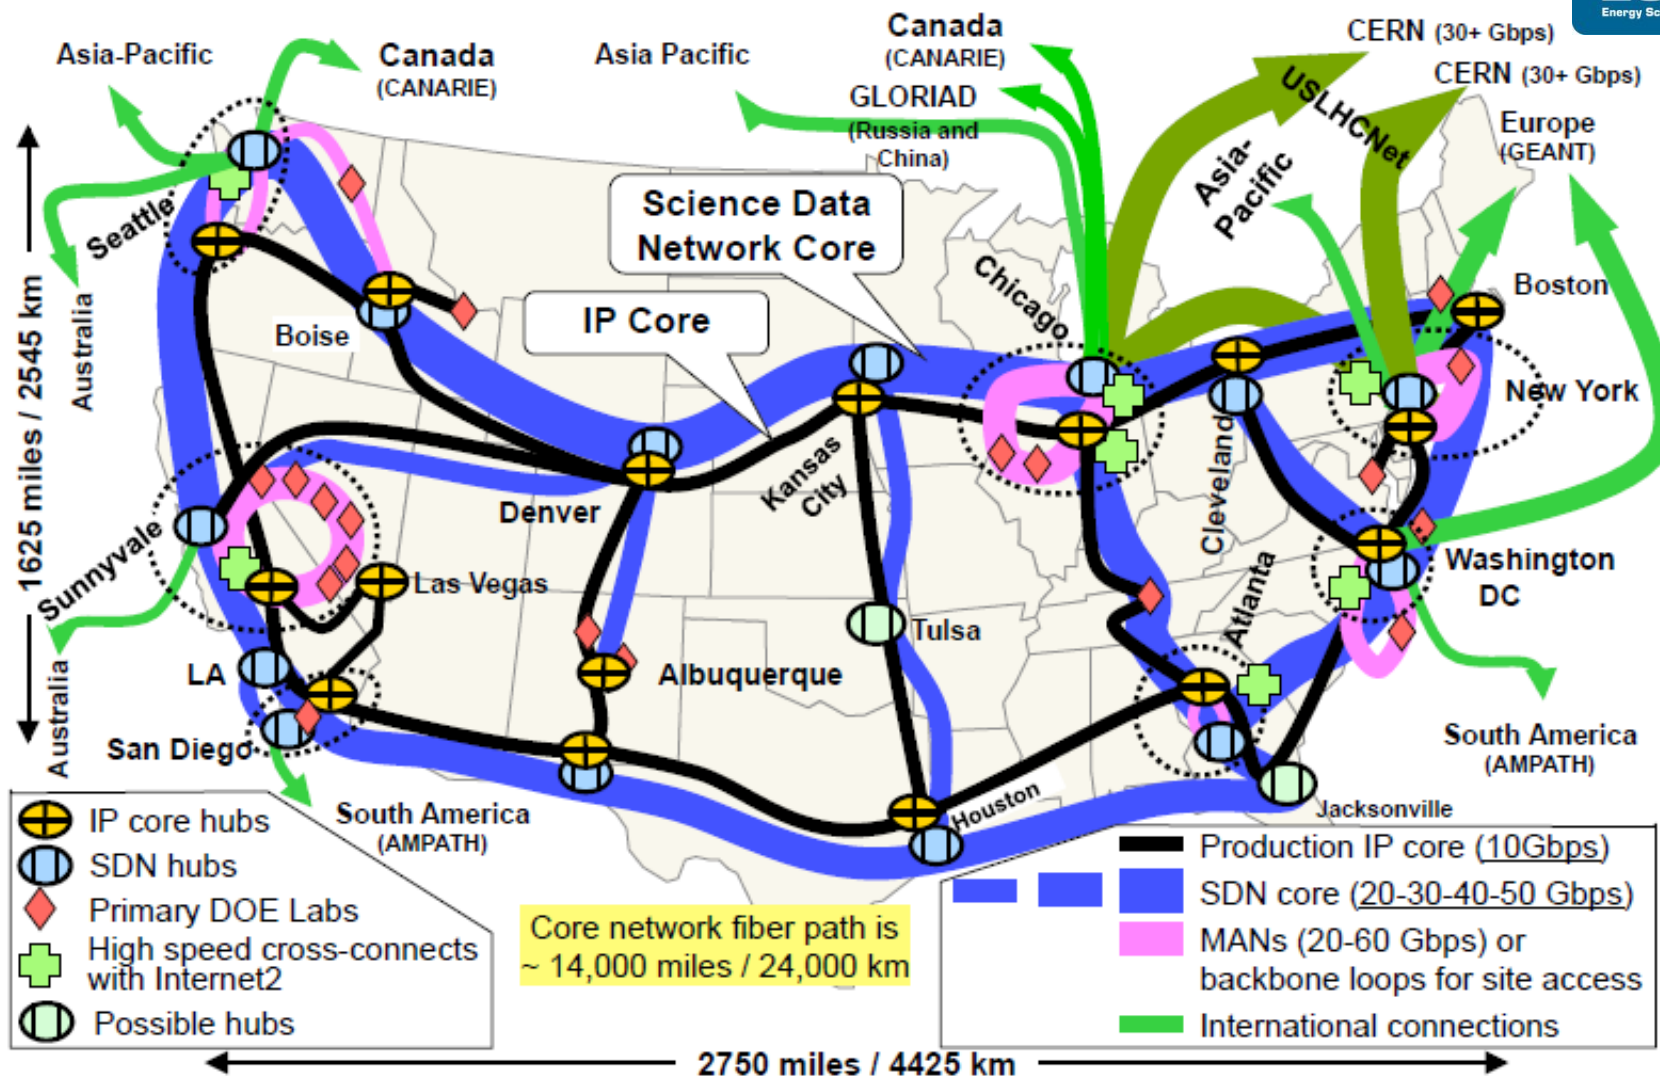 Energy Sc
CERN (30+ Gbps)
Canada
(CANARIE)
Asia-Pacific
Canada
(CANARIE)
Asia Pacific
CERN (30+ Gbps)
USLHCNet
GLORIAD
(Russia and
China)
Europe
(GEANT)
Asia-
Pacific
Science Data
Network Core
Seattle
Chicago
Boston
IP Core
Boise
Australia
New York
1625 miles / 2545 km
Kansas
City
Cleveland
Denver
Sunnyvale
Las Vegas
Washington
DC
Atlanta
Tulsa
LA
Albuquerque
Australia
San Diego
South America
(AMPATH)
Houston
Jacksonville
South America
(AMPATH)
IP core hubs
SDN hubs
Primary DOE Labs
High speed cross-connects
with Internet2
Possible hubs
Core network fiber path is
~ 14,000 miles / 24,000 km
Production IP core (10Gbps)
SDN core (20-30-40-50 Gbps)
MANs (20-60 Gbps) or
backbone loops for site access
International connections
2750 miles / 4425 km